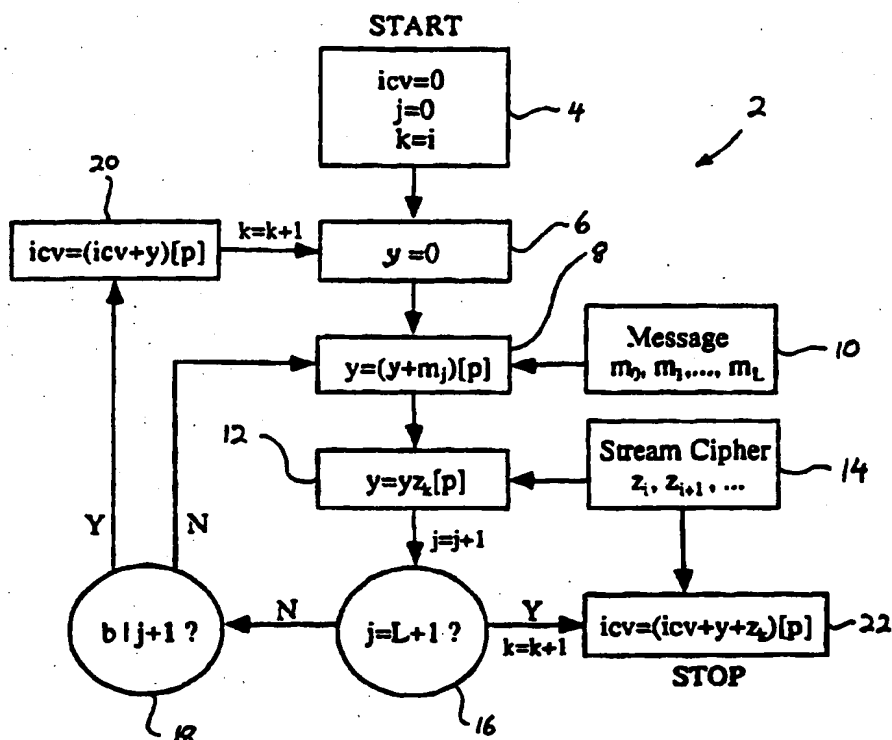 START
icv=0
j=0
k=i
4
2
20
icv=(icv+y)[p]
k=k+1
y=0
6
8
y=(y+mⱼ)[p]
Message
m₀, m₁,..., m_L
10
12
y=yzₖ[p]
Stream Cipher
zᵢ, zᵢ₊₁, ...
14
Y
N
j=j+1
b | j+1 ?
N
j=L+1 ?
Y
k=k+1
icv=(icv+y+zₖ)[p]
22
STOP
18
16